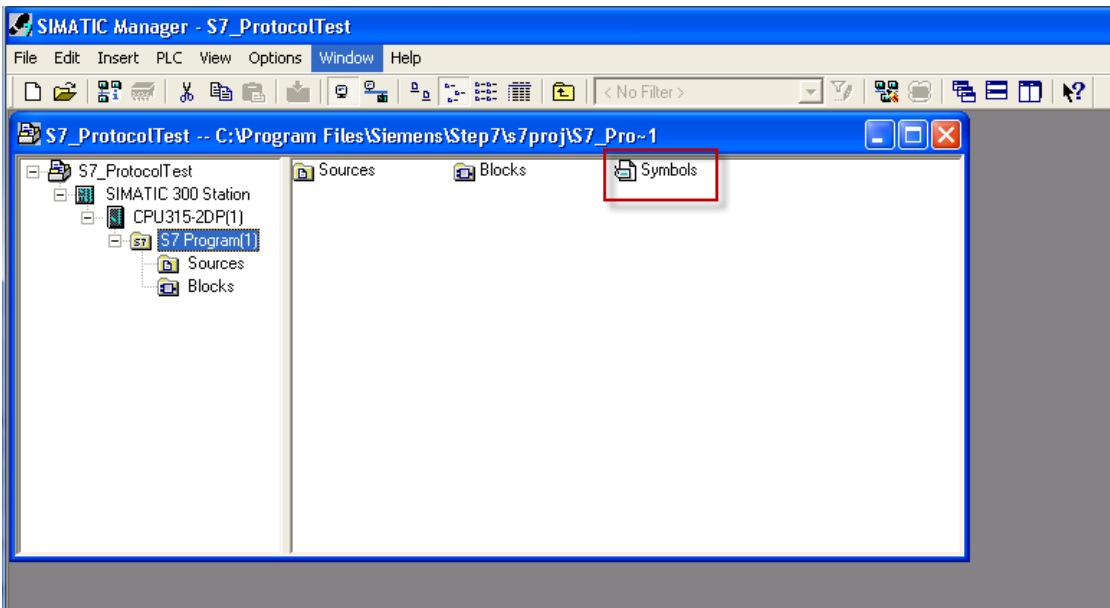 SIMATIC Manager - S7_ProtocolTest
File Edit Insert PLC View Options Window Help
< No Filter >
S7_ProtocolTest -- C:\Program Files\Siemens\Step7\s7proj\S7_Pro~1
S7_ProtocolTest
SIMATIC 300 Station
CPU315-2DP(1)
S7 Program(1)
Sources
Blocks
Sources Blocks Symbols